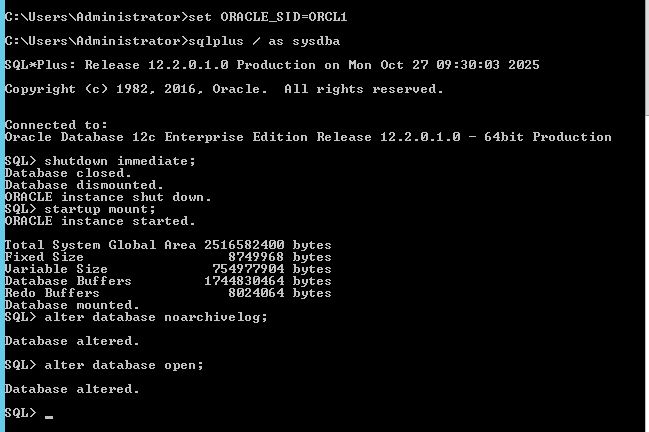 C:\Users\Administrator>set ORACLE_SID=ORCL1
C:\Users\Administrator>sqlplus / as sysdba
SQL*Plus: Release 12.2.0.1.0 Production on Mon Oct 27 09:30:03 2025
Copyright (c) 1982, 2016, Oracle.  All rights reserved.
Connected to:
Oracle Database 12c Enterprise Edition Release 12.2.0.1.0 - 64bit Production
SQL> shutdown immediate;
Database closed.
Database dismounted.
ORACLE instance shut down.
SQL> startup mount;
ORACLE instance started.
Total System Global Area 2516582400 bytes
Fixed Size                  8749968 bytes
Variable Size             754977904 bytes
Database Buffers         1744830464 bytes
Redo Buffers                8024064 bytes
Database mounted.
SQL> alter database noarchivelog;
Database altered.
SQL> alter database open;
Database altered.
SQL> _